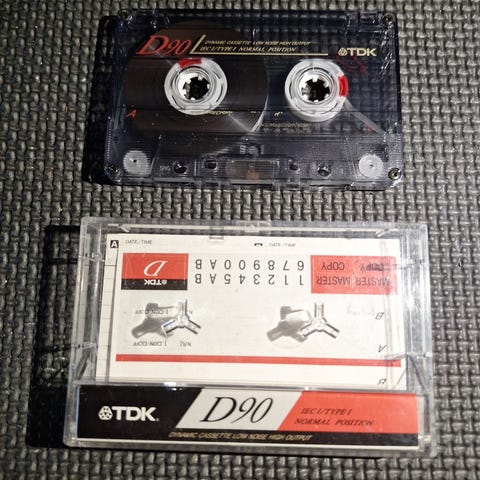 D90 DYNAMIC CASSETTE LOW NOISE HIGH OUTPUT
IEC I/TYPE I NORMAL POSITION
TDK
A
A DATE/TIME
DATE/TIME
D
TDK
1 1 2 3 4 5 A B
6 7 8 9 0 0 A B
MASTER MASTER
COPY COPY
B
A
N/R
B
TDK D90 IEC I/TYPE I
NORMAL POSITION
DYNAMIC CASSETTE LOW NOISE HIGH OUTPUT